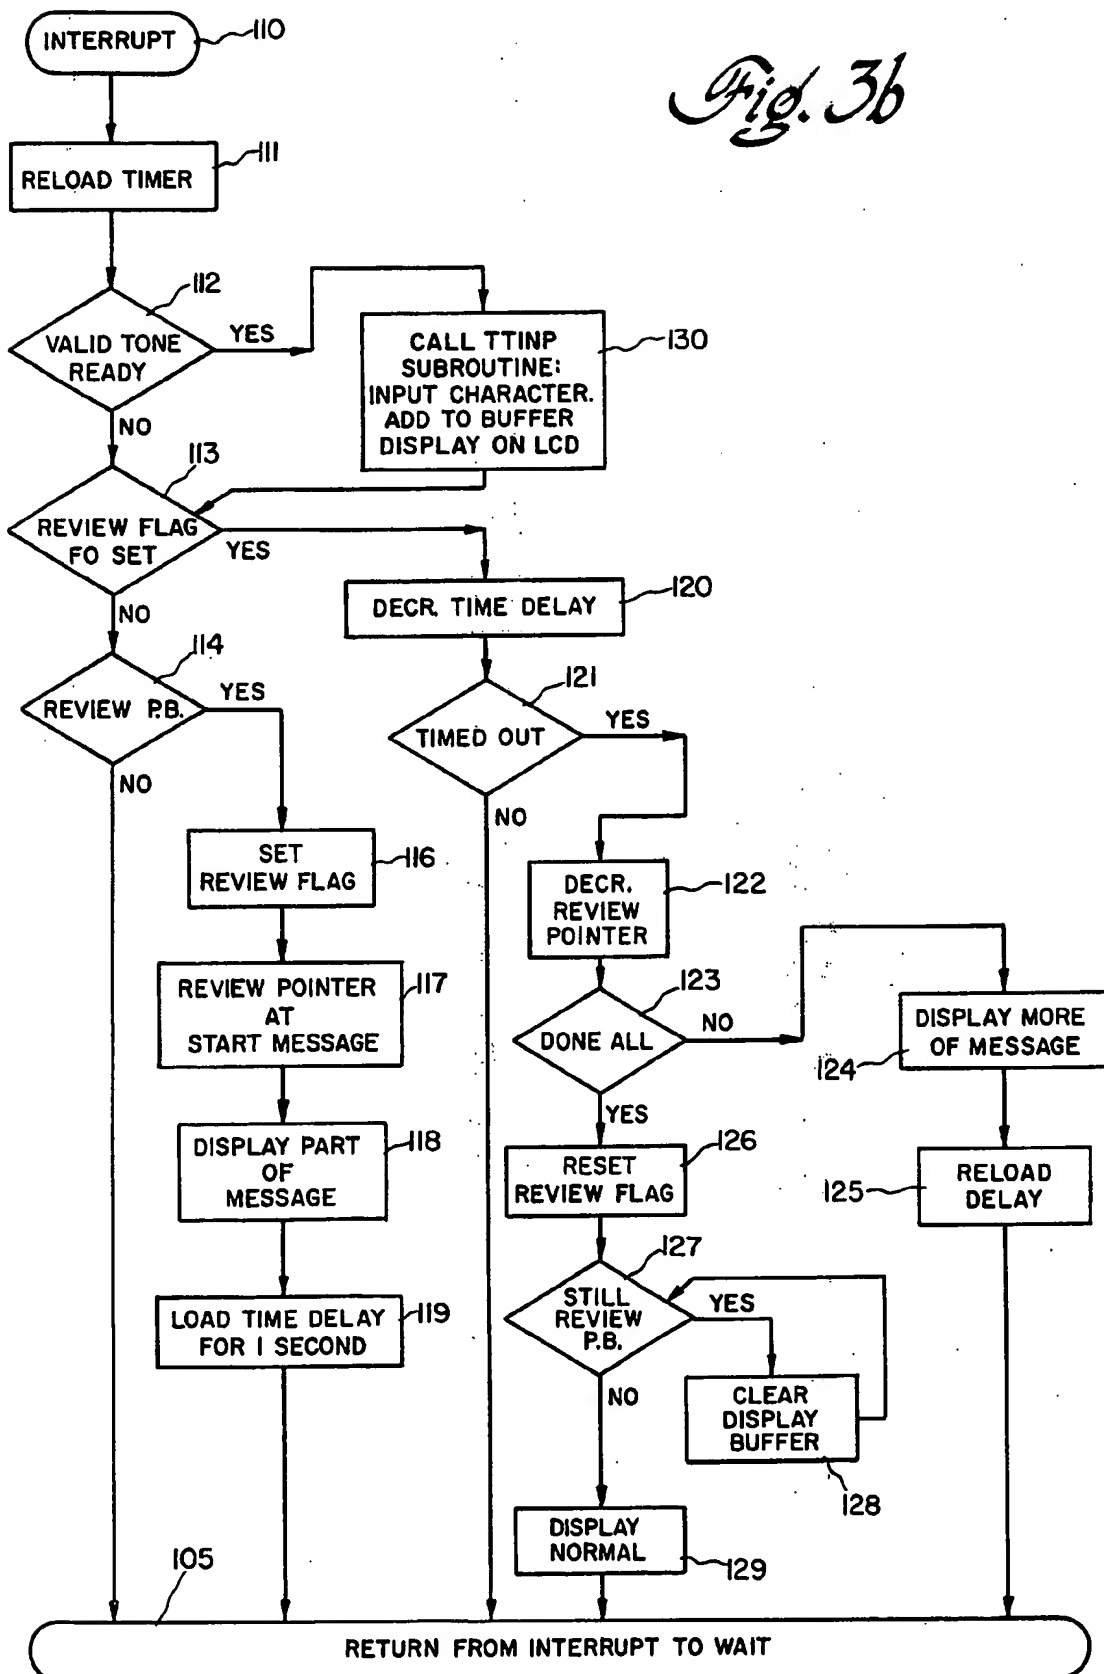 INTERRUPT
110
Fig. 3b
111
RELOAD TIMER
112
VALID TONE
READY
YES
NO
CALL TTINP
SUBROUTINE:
INPUT CHARACTER.
ADD TO BUFFER
DISPLAY ON LCD
130
113
REVIEW FLAG
FO SET
YES
NO
DECR. TIME DELAY
120
114
REVIEW P.B.
YES
NO
121
TIMED OUT
YES
NO
SET
REVIEW FLAG
116
DECR.
REVIEW
POINTER
122
REVIEW POINTER
AT
START MESSAGE
117
123
DONE ALL
NO
YES
DISPLAY MORE
OF MESSAGE
124
DISPLAY PART
OF
MESSAGE
118
RESET
REVIEW FLAG
126
RELOAD
DELAY
125
127
STILL
REVIEW
P.B.
YES
NO
LOAD TIME DELAY
FOR 1 SECOND
119
CLEAR
DISPLAY
BUFFER
128
DISPLAY
NORMAL
129
105
RETURN FROM INTERRUPT TO WAIT